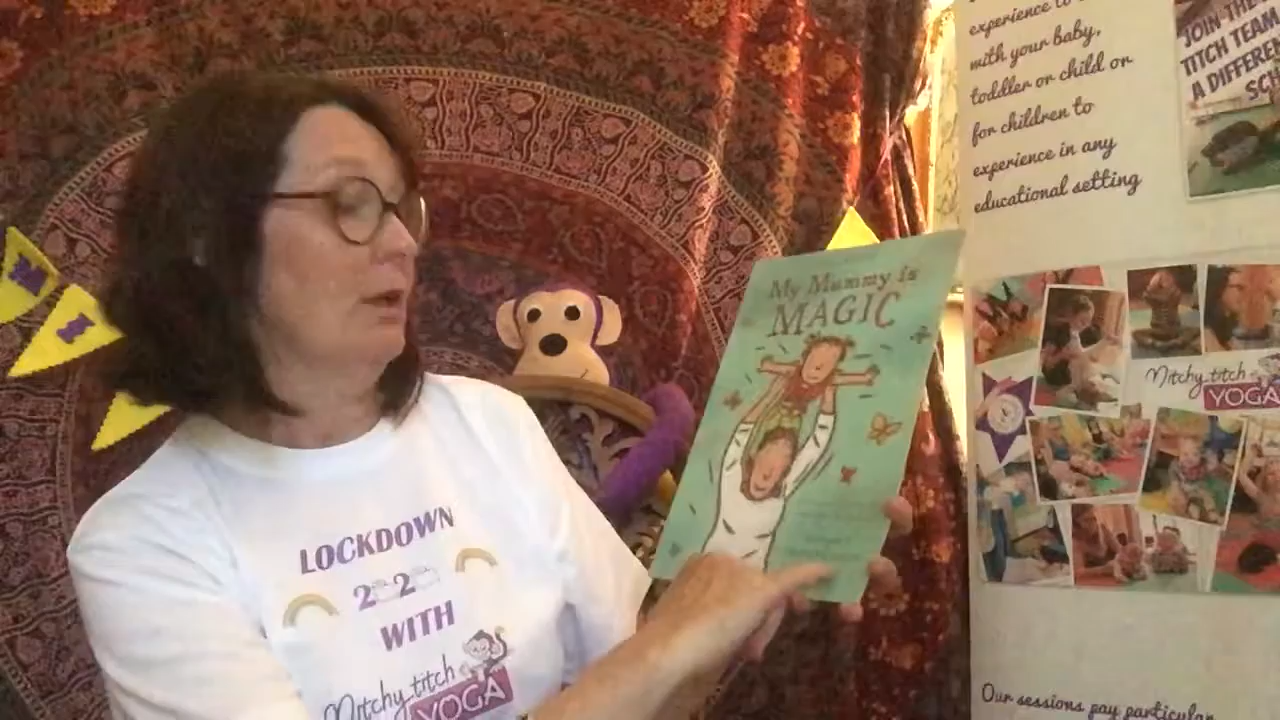 experience to
with your baby,
toddler or child or
for children to
experience in any
educational setting
JOIN THE
TITCH TEAM
A DIFFERE
SC
My Mummy is
MAGIC
Mitchy titch
YOGA
LOCKDOWN
2020
WITH
Mitchy titch
YOGA
Our sessions pay particular